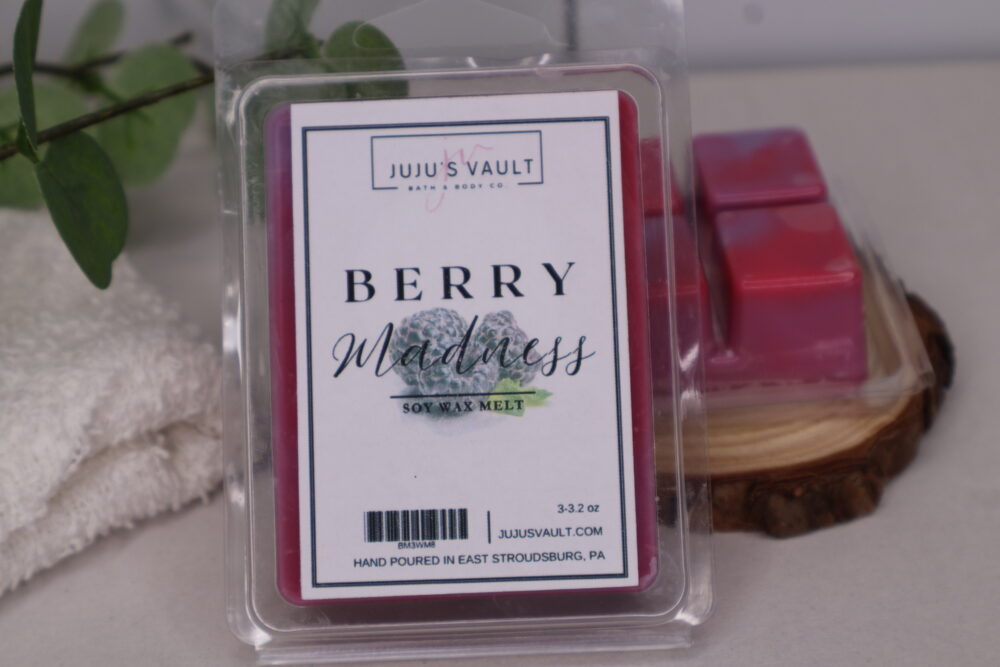 JUJU'S VAULT
BATH & BODY CO.
BERRY
Madness
SOY WAX MELT
3-3.2 oz
BM3WM8
JUJUSVAULT.COM
HAND POURED IN EAST STROUDSBURG, PA